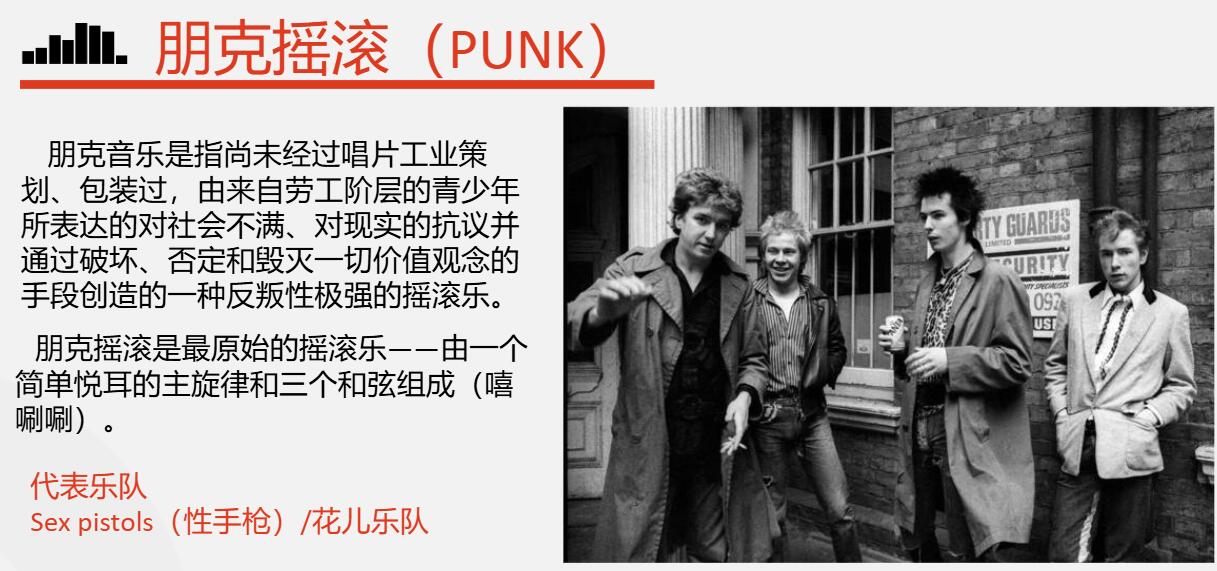 朋克摇滚（PUNK）
朋克音乐是指尚未经过唱片工业策
划、包装过，由来自劳工阶层的青少年
所表达的对社会不满、对现实的抗议并
通过破坏、否定和毁灭一切价值观念的
手段创造的一种反叛性极强的摇滚乐。
朋克摇滚是最原始的摇滚乐——由一个
简单悦耳的主旋律和三个和弦组成（嘻
唰唰）。
代表乐队
Sex pistols（性手枪）/花儿乐队
RTY GUARDS
LIMITED
ECURITY
TY SPECIALISTS
092
USE